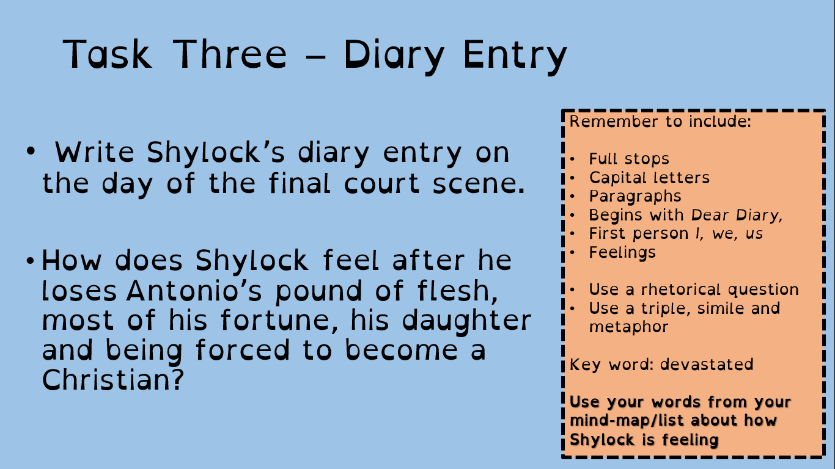 Task Three – Diary Entry
• Write Shylock's diary entry on
the day of the final court scene.
• How does Shylock feel after he
loses Antonio's pound of flesh,
most of his fortune, his daughter
and being forced to become a
Christian?
Remember to include:
• Full stops
• Capital letters
• Paragraphs
• Begins with Dear Diary,
• First person I, we, us
• Feelings
• Use a rhetorical question
• Use a triple, simile and
metaphor
Key word: devastated
Use your words from your
mind-map/list about how
Shylock is feeling